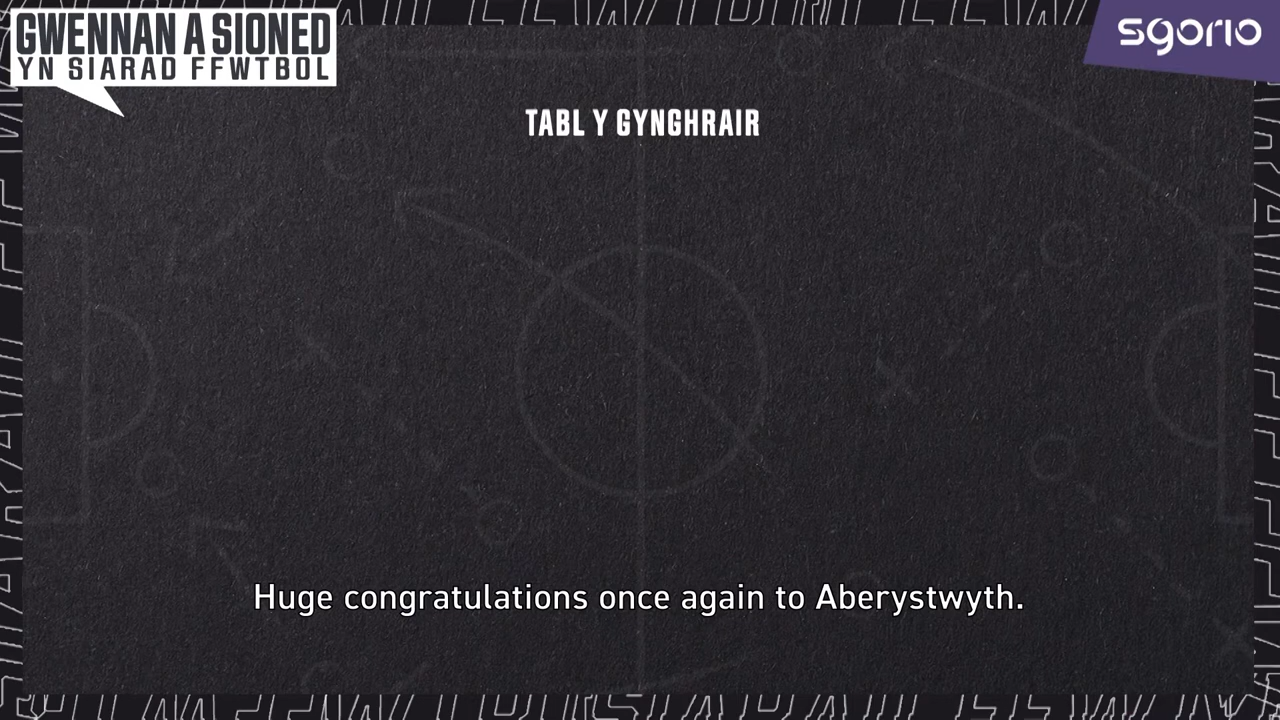 GWENNAN A SIONED
YN SIARAD FFWTBOL
sgorio
TABL Y GYNGHRAIR
Huge congratulations once again to Aberystwyth.